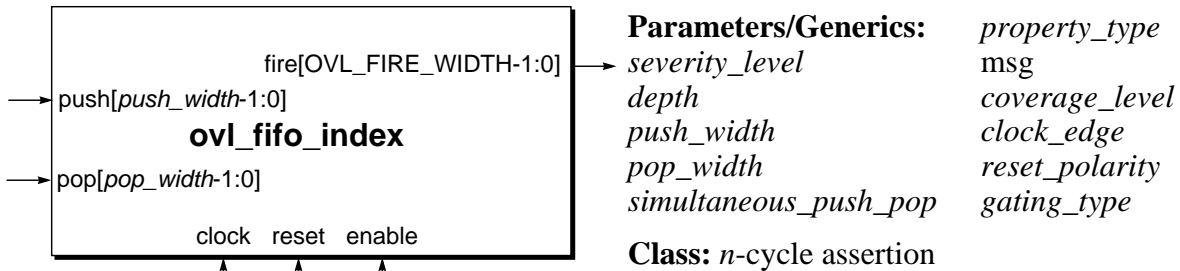 fire[OVL_FIRE_WIDTH-1:0]
push[push_width-1:0]
ovl_fifo_index
pop[pop_width-1:0]
clock reset enable
Parameters/Generics: property_type
severity_level msg
depth coverage_level
push_width clock_edge
pop_width reset_polarity
simultaneous_push_pop gating_type
Class: n-cycle assertion